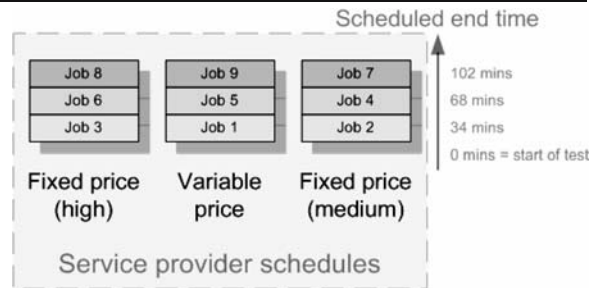 Scheduled end time
Job 8 Job 9 Job 7 102 mins
Job 6 Job 5 Job 4 68 mins
Job 3 Job 1 Job 2 34 mins
0 mins = start of test
Fixed price Variable Fixed price
(high) price (medium)
Service provider schedules